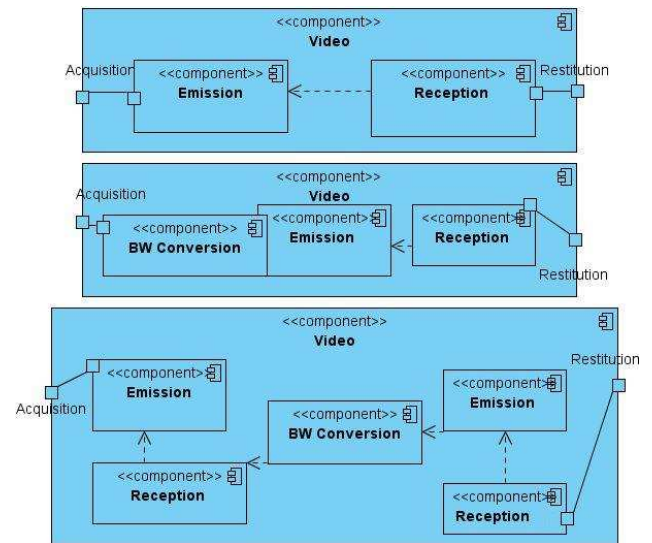 <<component>>
Video
Acquisition
<<component>>
Emission
<<component>>
Reception
Restitution
<<component>>
Video
Acquisition
<<component>>
BW Conversion
<<component>>
Emission
<<component>>
Reception
Restitution
<<component>>
Video
Acquisition
<<component>>
Emission
<<component>>
Reception
<<component>>
BW Conversion
<<component>>
Emission
<<component>>
Reception
Restitution